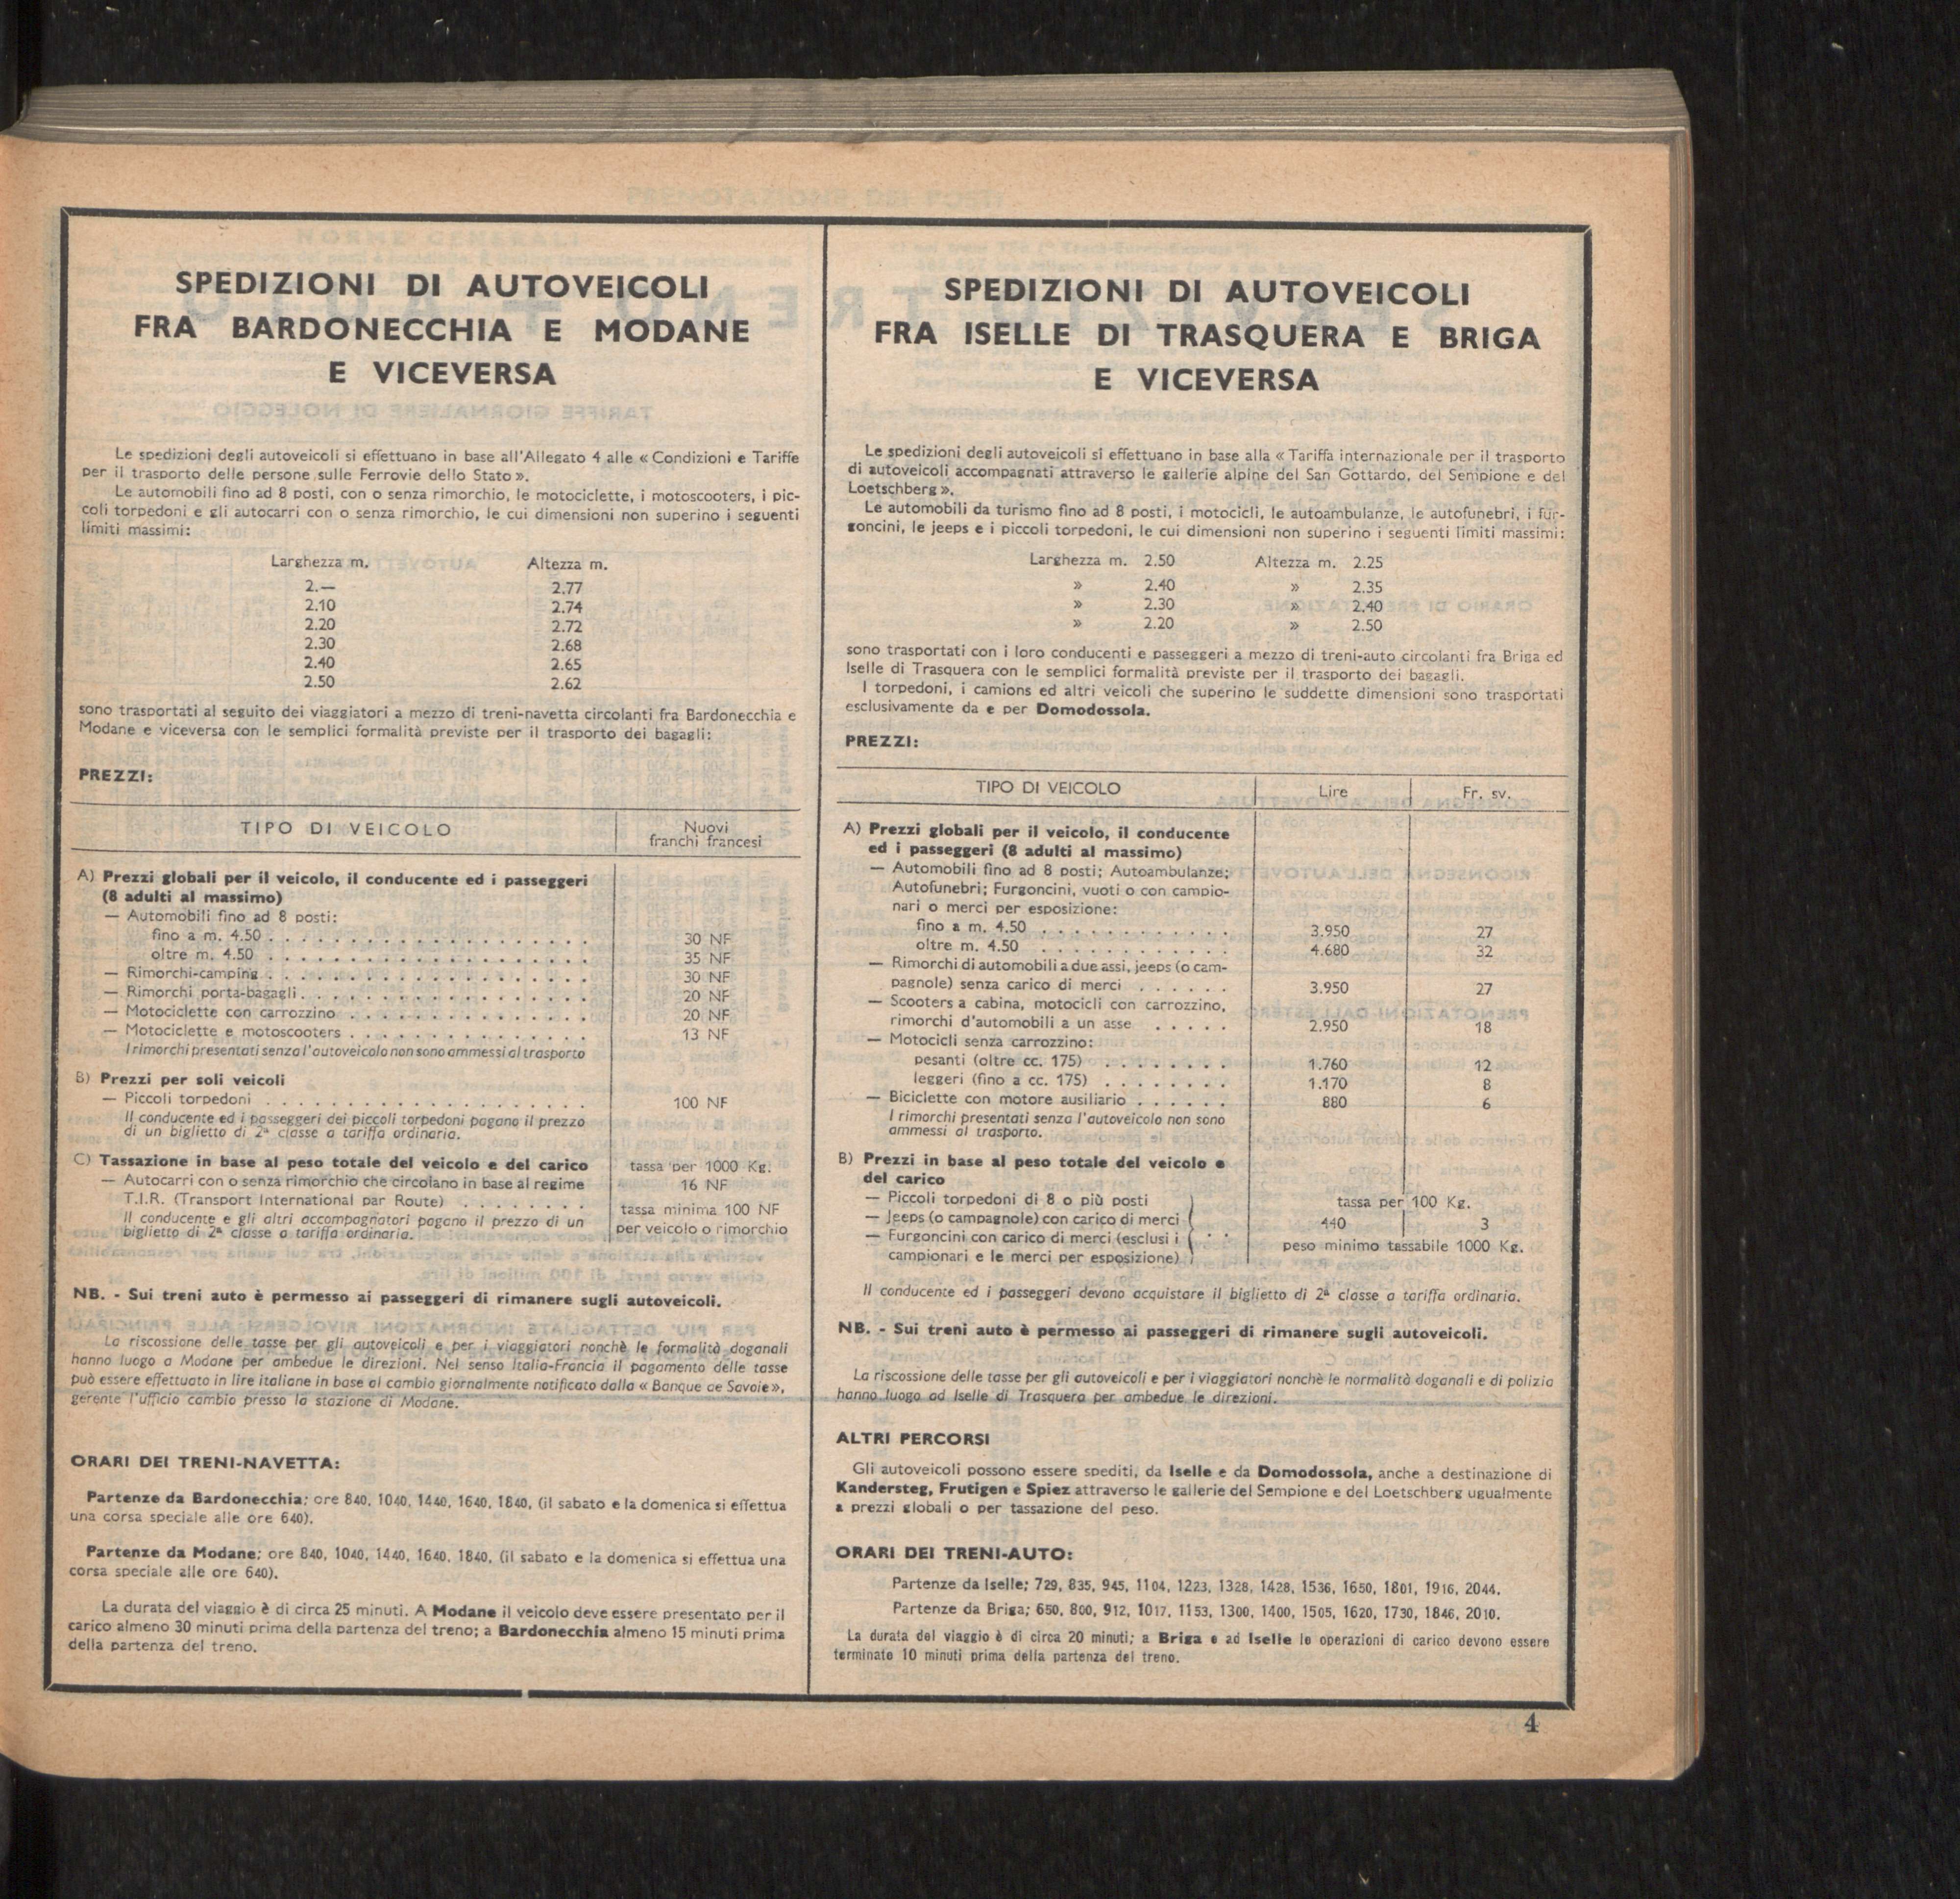 SPEDIZIONI DI AUTOVEICOLI
FRA BARDONECCHIA E MODANE
E VICEVERSA
Le spedizioni degli autoveicoli si effettuano in base all'Allegato 4 alle « Condizioni e Tariffe
per il trasporto delle persone sulle Ferrovie dello Stato ».
Le automobili fino ad 8 posti, con o senza rimorchio, le motociclette, i motoscooters, i pic-
coli torpedoni e gli autocarri con o senza rimorchio, le cui dimensioni non superino i seguenti
limiti massimi:
Larghezza m. Altezza m.
2.— 2.77
2.10 2.74
2.20 2.72
2.30 2.68
2.40 2.65
2.50 2.62
sono trasportati al seguito dei viaggiatori a mezzo di treni-navetta circolanti fra Bardonecchia e
Modane e viceversa con le semplici formalità previste per il trasporto dei bagagli:
PREZZI:
TIPO DI VEICOLO Nuovi
franchi francesi
A) Prezzi globali per il veicolo, il conducente ed i passeggeri
(8 adulti al massimo)
— Automobili fino ad 8 posti:
fino a m. 4.50 . . . . . . . . . . . . . . . . . . 30 NF
oltre m. 4.50 . . . . . . . . . . . . . . . . . . 35 NF
— Rimorchi-camping . . . . . . . . . . . . . . . . . . 30 NF
— Rimorchi porta-bagagli . . . . . . . . . . . . . . . . 20 NF
— Motociclette con carrozzino . . . . . . . . . . . . . . 20 NF
— Motociclette e motoscooters . . . . . . . . . . . . . . 13 NF
I rimorchi presentati senza l'autoveicolo non sono ammessi al trasporto
B) Prezzi per soli veicoli
— Piccoli torpedoni . . . . . . . . . . . . . . . . . . 100 NF
Il conducente ed i passeggeri dei piccoli torpedoni pagano il prezzo
di un biglietto di 2ª classe a tariffa ordinaria.
C) Tassazione in base al peso totale del veicolo e del carico tassa per 1000 Kg.
— Autocarri con o senza rimorchio che circolano in base al regime 16 NF
T.I.R. (Transport International par Route) . . . . . . . . tassa minima 100 NF
Il conducente e gli altri accompagnatori pagano il prezzo di un per veicolo o rimorchio
biglietto di 2ª classe a tariffa ordinaria.
NB. - Sui treni auto è permesso ai passeggeri di rimanere sugli autoveicoli.
La riscossione delle tasse per gli autoveicoli e per i viaggiatori nonchè le formalità doganali
hanno luogo a Modane per ambedue le direzioni. Nel senso Italia-Francia il pagamento delle tasse
può essere effettuato in lire italiane in base al cambio giornalmente notificato dalla « Banque de Savoie »,
gerente l'ufficio cambio presso la stazione di Modane.
ORARI DEI TRENI-NAVETTA:
Partenze da Bardonecchia: ore 840, 1040, 1440, 1640, 1840, (il sabato e la domenica si effettua
una corsa speciale alle ore 640).
Partenze da Modane: ore 840, 1040, 1440, 1640, 1840, (il sabato e la domenica si effettua una
corsa speciale alle ore 640).
La durata del viaggio è di circa 25 minuti. A Modane il veicolo deve essere presentato per il
carico almeno 30 minuti prima della partenza del treno; a Bardonecchia almeno 15 minuti prima
della partenza del treno.
SPEDIZIONI DI AUTOVEICOLI
FRA ISELLE DI TRASQUERA E BRIGA
E VICEVERSA
Le spedizioni degli autoveicoli si effettuano in base alla « Tariffa internazionale per il trasporto
di autoveicoli accompagnati attraverso le gallerie alpine del San Gottardo, del Sempione e del
Loetschberg ».
Le automobili da turismo fino ad 8 posti, i motocicli, le autoambulanze, le autofunebri, i fur-
goncini, le jeeps e i piccoli torpedoni, le cui dimensioni non superino i seguenti limiti massimi:
Larghezza m. 2.50 Altezza m. 2.25
» 2.40 » 2.35
» 2.30 » 2.40
» 2.20 » 2.50
sono trasportati con i loro conducenti e passeggeri a mezzo di treni-auto circolanti fra Briga ed
Iselle di Trasquera con le semplici formalità previste per il trasporto dei bagagli.
I torpedoni, i camions ed altri veicoli che superino le suddette dimensioni sono trasportati
esclusivamente da e per Domodossola.
PREZZI:
TIPO DI VEICOLO Lire Fr. sv.
A) Prezzi globali per il veicolo, il conducente
ed i passeggeri (8 adulti al massimo)
— Automobili fino ad 8 posti; Autoambulanze;
Autofunebri; Furgoncini, vuoti o con campio-
nari o merci per esposizione:
fino a m. 4.50 . . . . . . . . . . . 3.950 27
oltre m. 4.50 . . . . . . . . . . . 4.680 32
— Rimorchi di automobili a due assi, jeeps (o cam-
pagnole) senza carico di merci . . . . . . 3.950 27
— Scooters a cabina, motocicli con carrozzino,
rimorchi d'automobili a un asse . . . . . 2.950 18
— Motocicli senza carrozzino:
pesanti (oltre cc. 175) . . . . . . . . 1.760 12
leggeri (fino a cc. 175) . . . . . . . . 1.170 8
— Biciclette con motore ausiliario . . . . . . 880 6
I rimorchi presentati senza l'autoveicolo non sono
ammessi al trasporto.
B) Prezzi in base al peso totale del veicolo e
del carico
— Piccoli torpedoni di 8 o più posti tassa per 100 Kg.
— Jeeps (o campagnole) con carico di merci 440 3
— Furgoncini con carico di merci (esclusi i . . peso minimo tassabile 1000 Kg.
campionari e le merci per esposizione)
Il conducente ed i passeggeri devono acquistare il biglietto di 2ª classe a tariffa ordinaria.
NB. - Sui treni auto è permesso ai passeggeri di rimanere sugli autoveicoli.
La riscossione delle tasse per gli autoveicoli e per i viaggiatori nonchè le normalità doganali e di polizia
hanno luogo ad Iselle di Trasquera per ambedue le direzioni.
ALTRI PERCORSI
Gli autoveicoli possono essere spediti, da Iselle e da Domodossola, anche a destinazione di
Kandersteg, Frutigen e Spiez attraverso le gallerie del Sempione e del Loetschberg ugualmente
a prezzi globali o per tassazione del peso.
ORARI DEI TRENI-AUTO:
Partenze da Iselle; 729, 835, 945, 1104, 1223, 1328, 1428, 1536, 1650, 1801, 1916, 2044.
Partenze da Briga; 650, 800, 912, 1017, 1153, 1300, 1400, 1505, 1620, 1730, 1846, 2010.
La durata del viaggio è di circa 20 minuti; a Briga e ad Iselle le operazioni di carico devono essere
terminate 10 minuti prima della partenza del treno.
4